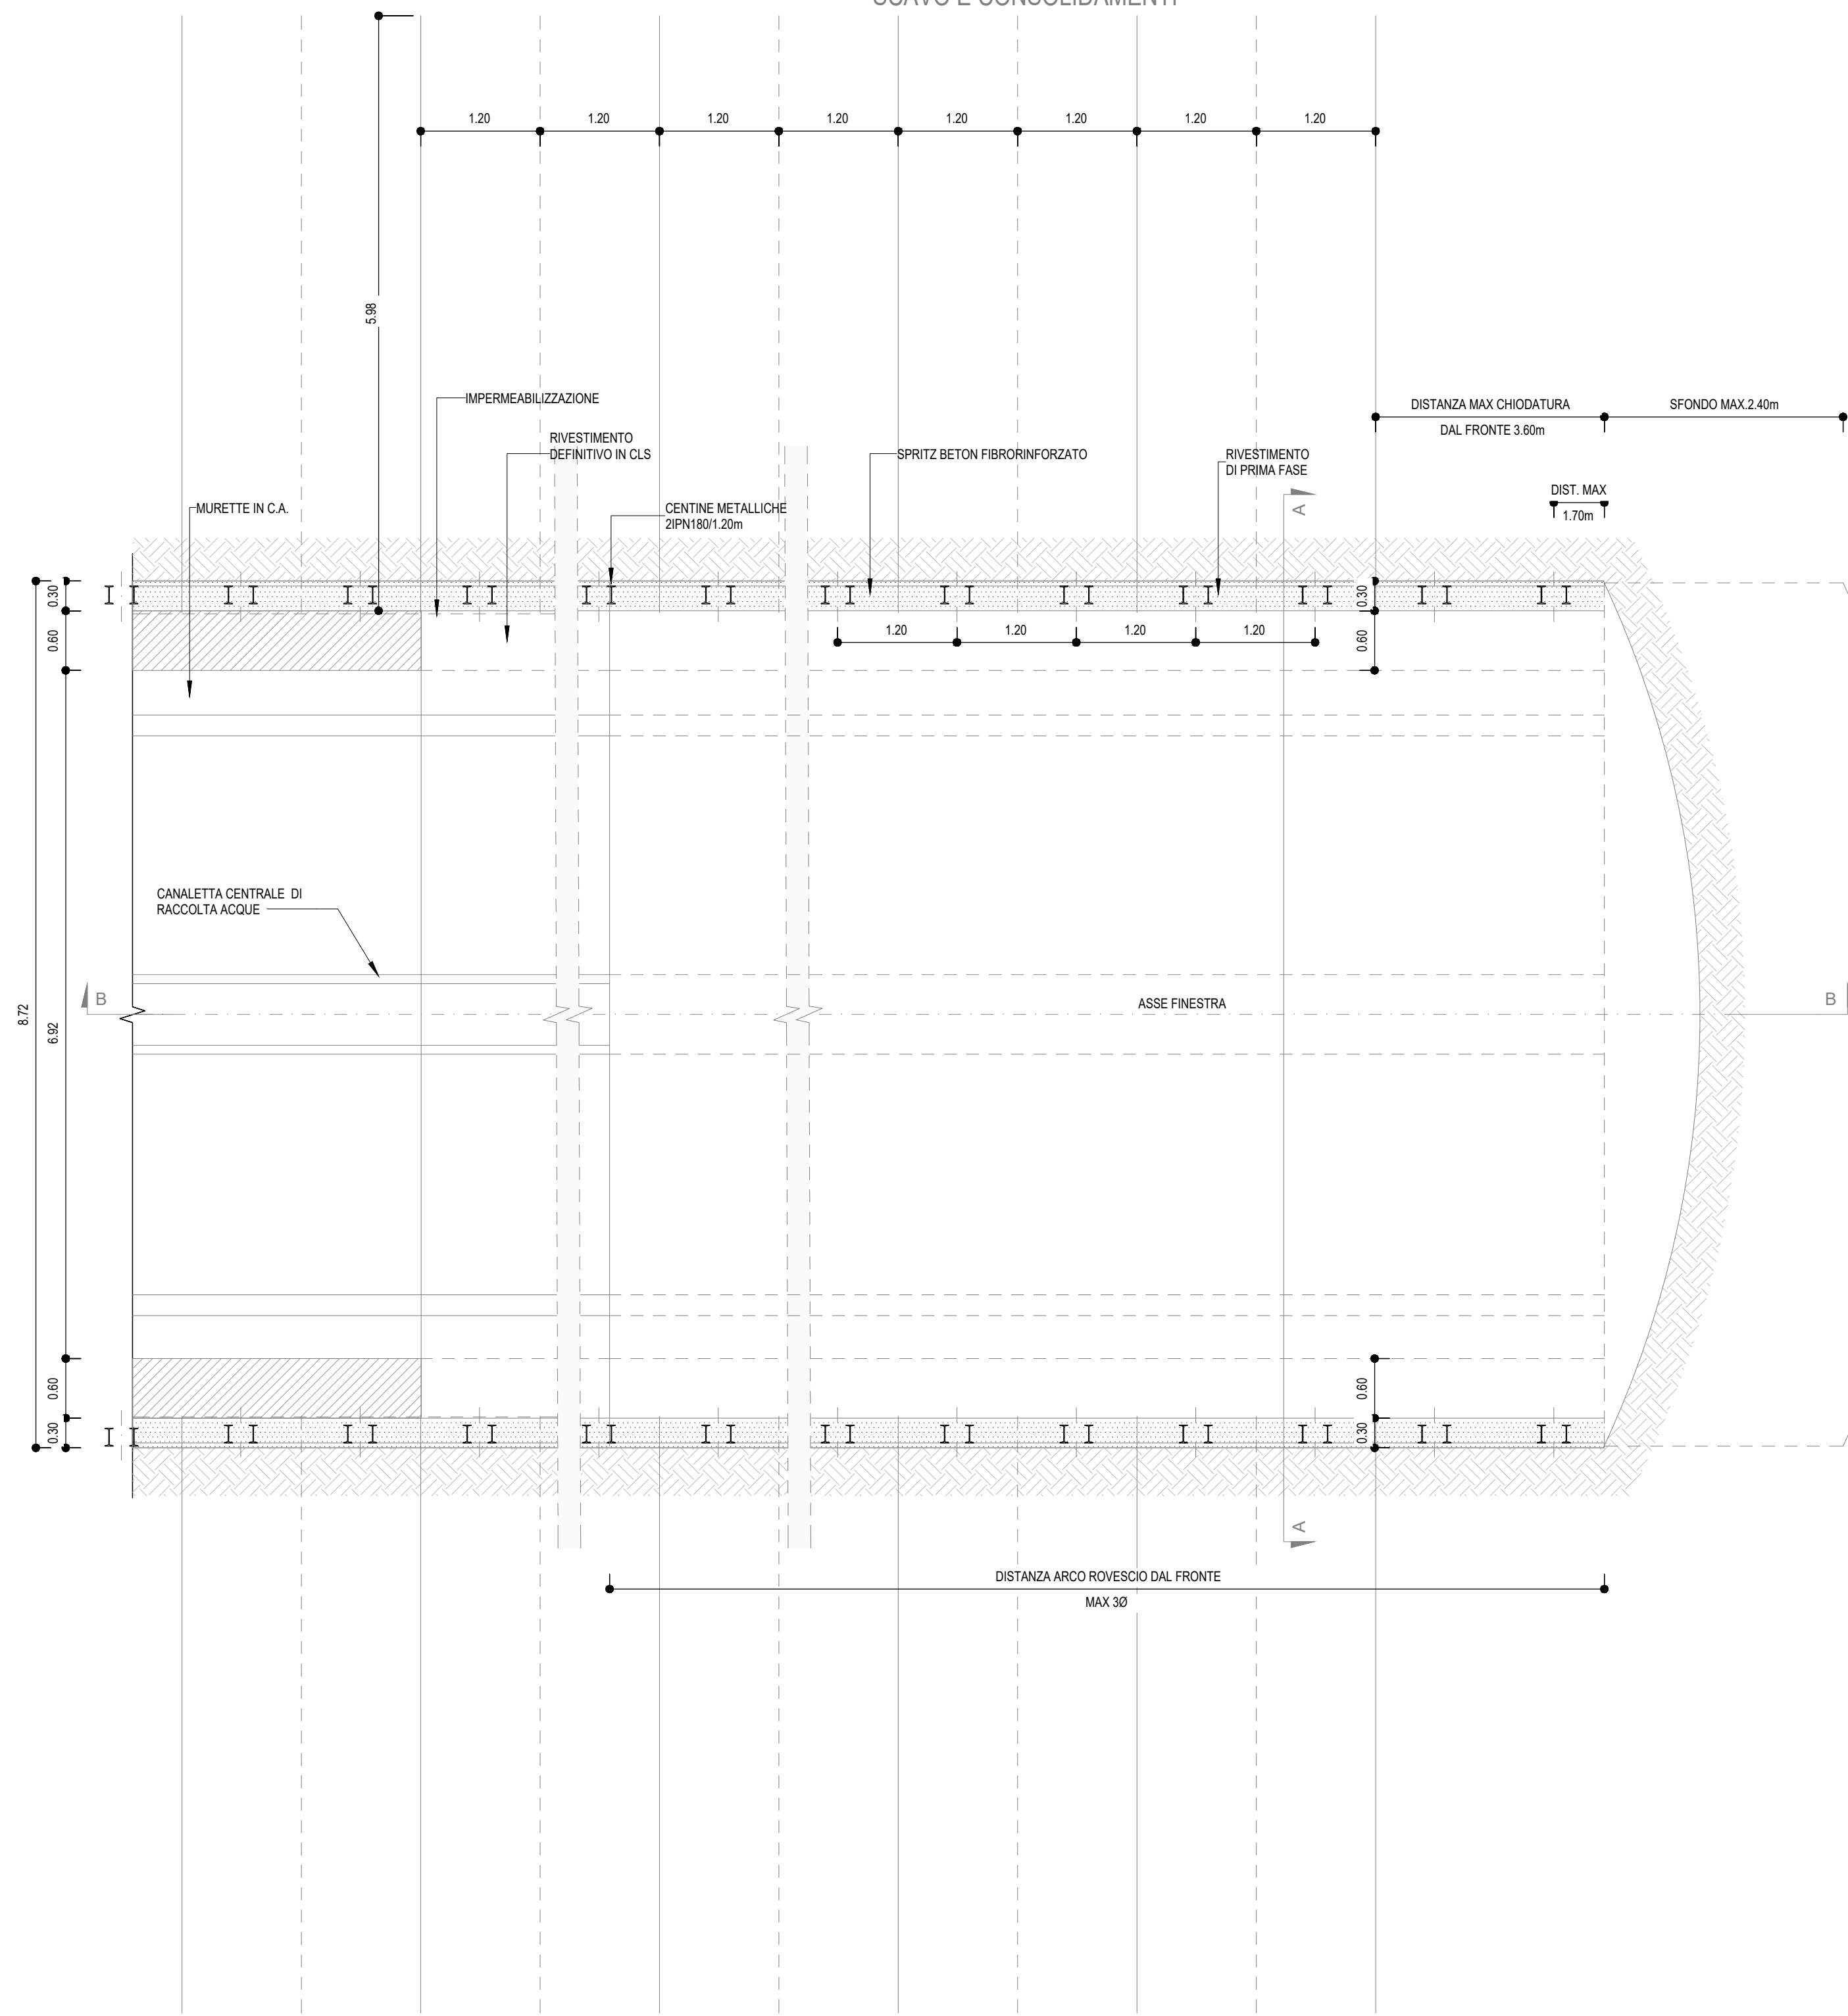 SCAVO E CONSOLIDAMENTI
1.20
1.20
1.20
1.20
1.20
1.20
1.20
1.20
5.98
DISTANZA MAX CHIODATURA
DAL FRONTE 3.60m
SFONDO MAX.2.40m
IMPERMEABILIZZAZIONE
RIVESTIMENTO
DEFINITIVO IN CLS
SPRITZ BETON FIBRORINFORZATO
RIVESTIMENTO
DI PRIMA FASE
DIST. MAX
1.70m
MURETTE IN C.A.
CENTINE METALLICHE
2IPN180/1.20m
A
0.30
0.30
0.60
0.60
1.20
1.20
1.20
1.20
CANALETTA CENTRALE DI
RACCOLTA ACQUE
B
ASSE FINESTRA
B
8.72
6.92
0.60
0.60
0.30
0.30
A
DISTANZA ARCO ROVESCIO DAL FRONTE
MAX 3Ø